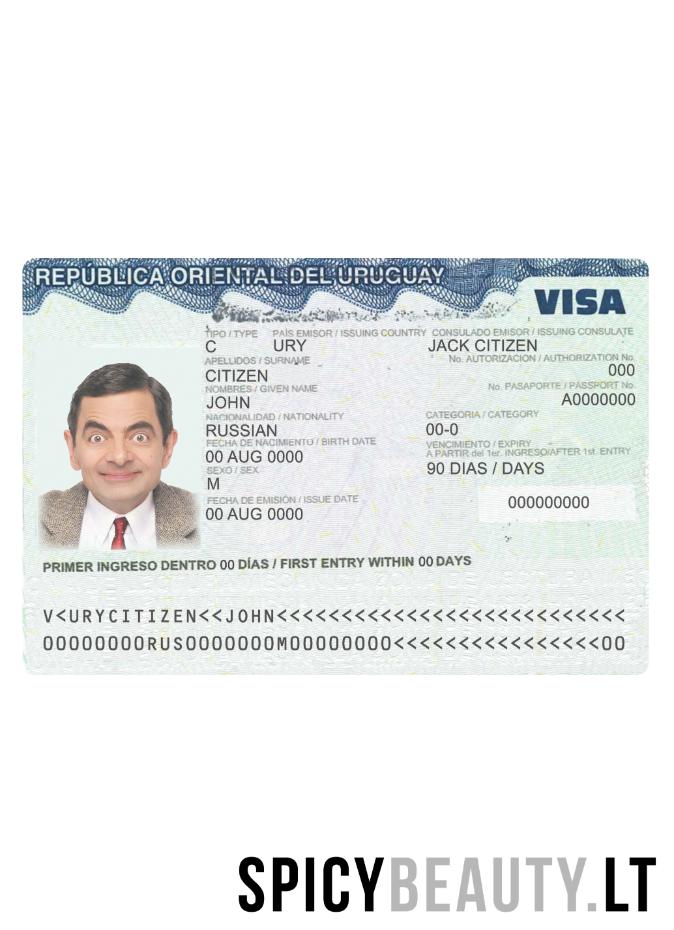 REPÚBLICA ORIENTAL DEL URUGUAY
VISA
TIPO / TYPE PAÍS EMISOR / ISSUING COUNTRY CONSULADO EMISOR / ISSUING CONSULATE
C URY JACK CITIZEN
APELLIDOS / SURNAME No. AUTORIZACION / AUTHORIZATION No.
CITIZEN 000
NOMBRES / GIVEN NAME No. PASAPORTE / PASSPORT No.
JOHN A0000000
NACIONALIDAD / NATIONALITY CATEGORIA / CATEGORY
RUSSIAN 00-0
FECHA DE NACIMIENTO / BIRTH DATE VENCIMIENTO / EXPIRY
A PARTIR del 1er. INGRESO/AFTER 1st. ENTRY
00 AUG 0000 90 DIAS / DAYS
SEXO / SEX
M
FECHA DE EMISIÓN / ISSUE DATE
00 AUG 0000 000000000
PRIMER INGRESO DENTRO 00 DÍAS / FIRST ENTRY WITHIN 00 DAYS
V<URYCITIZEN<<JOHN<<<<<<<<<<<<<<<<<<<<<<<<<<
00000000RUS0000000M00000000<<<<<<<<<<<<<<<00
SPICYBEAUTY.LT